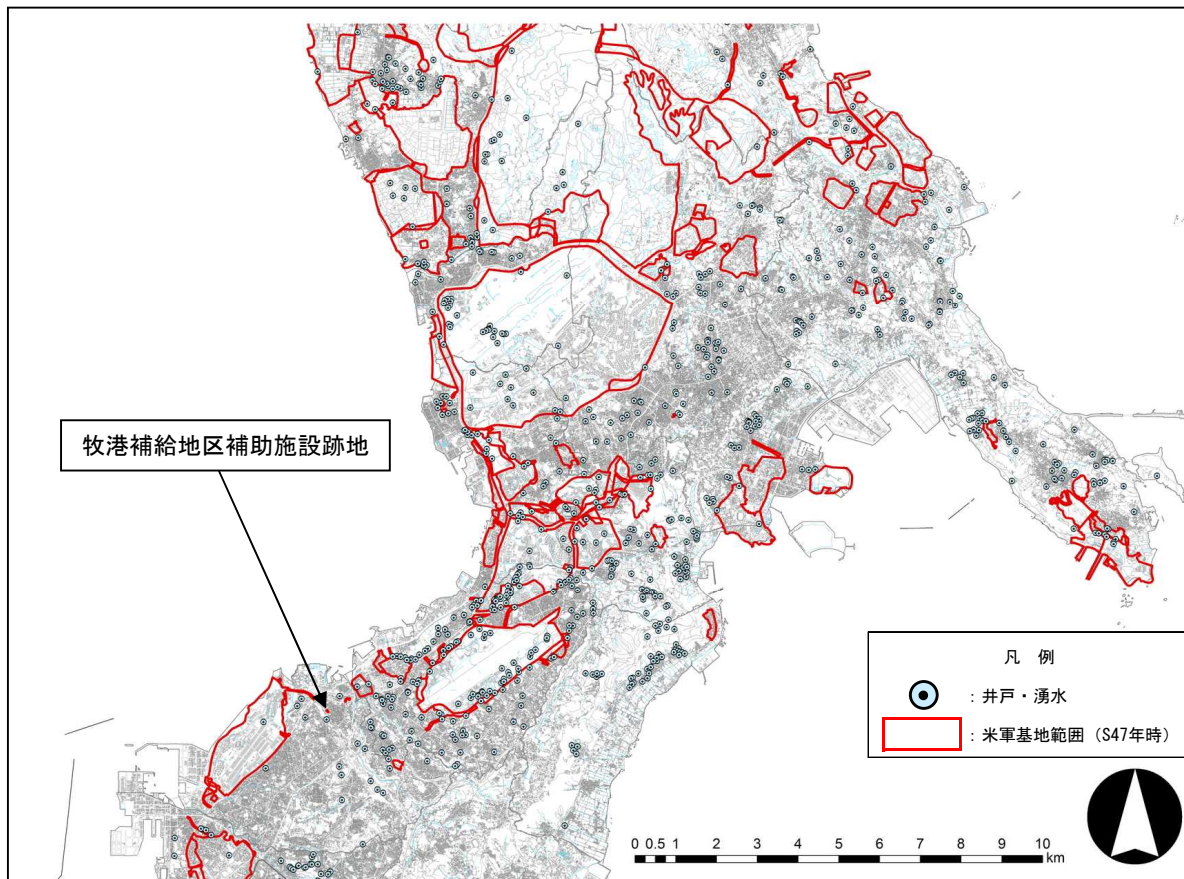 牧港補給地区補助施設跡地
凡 例
：井戸・湧水
：米軍基地範囲（S47年時）
0 0.5 1 2 3 4 5 6 7 8 9 10
km